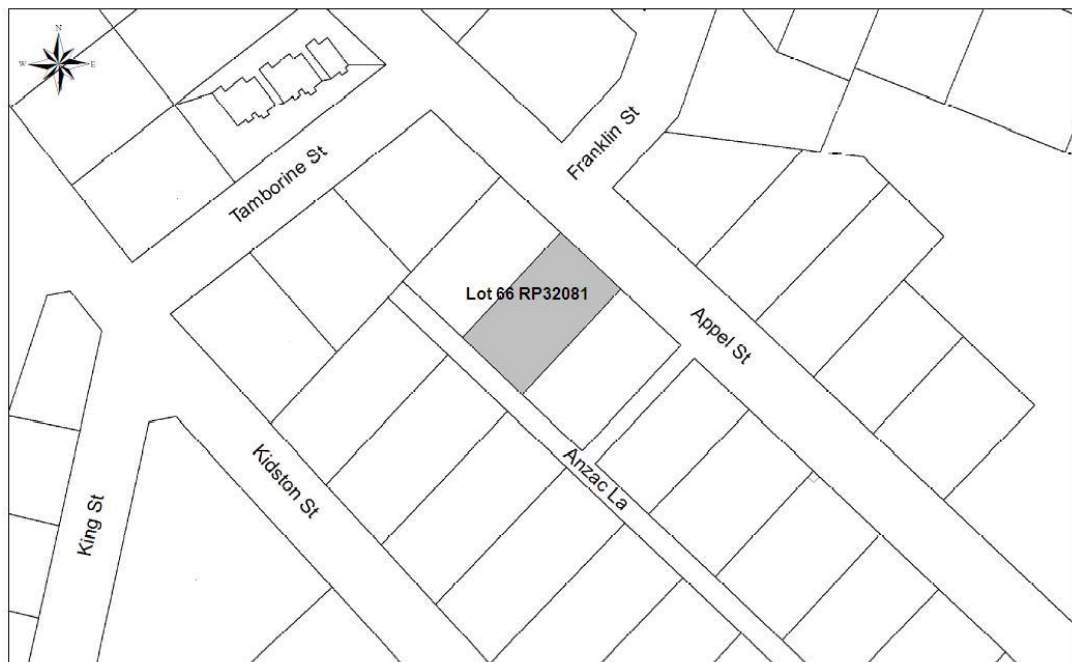 N
W E
S
Franklin St
Tamborine St
Lot 66 RP32081
Appel St
Kidston St
Anzac La
King St